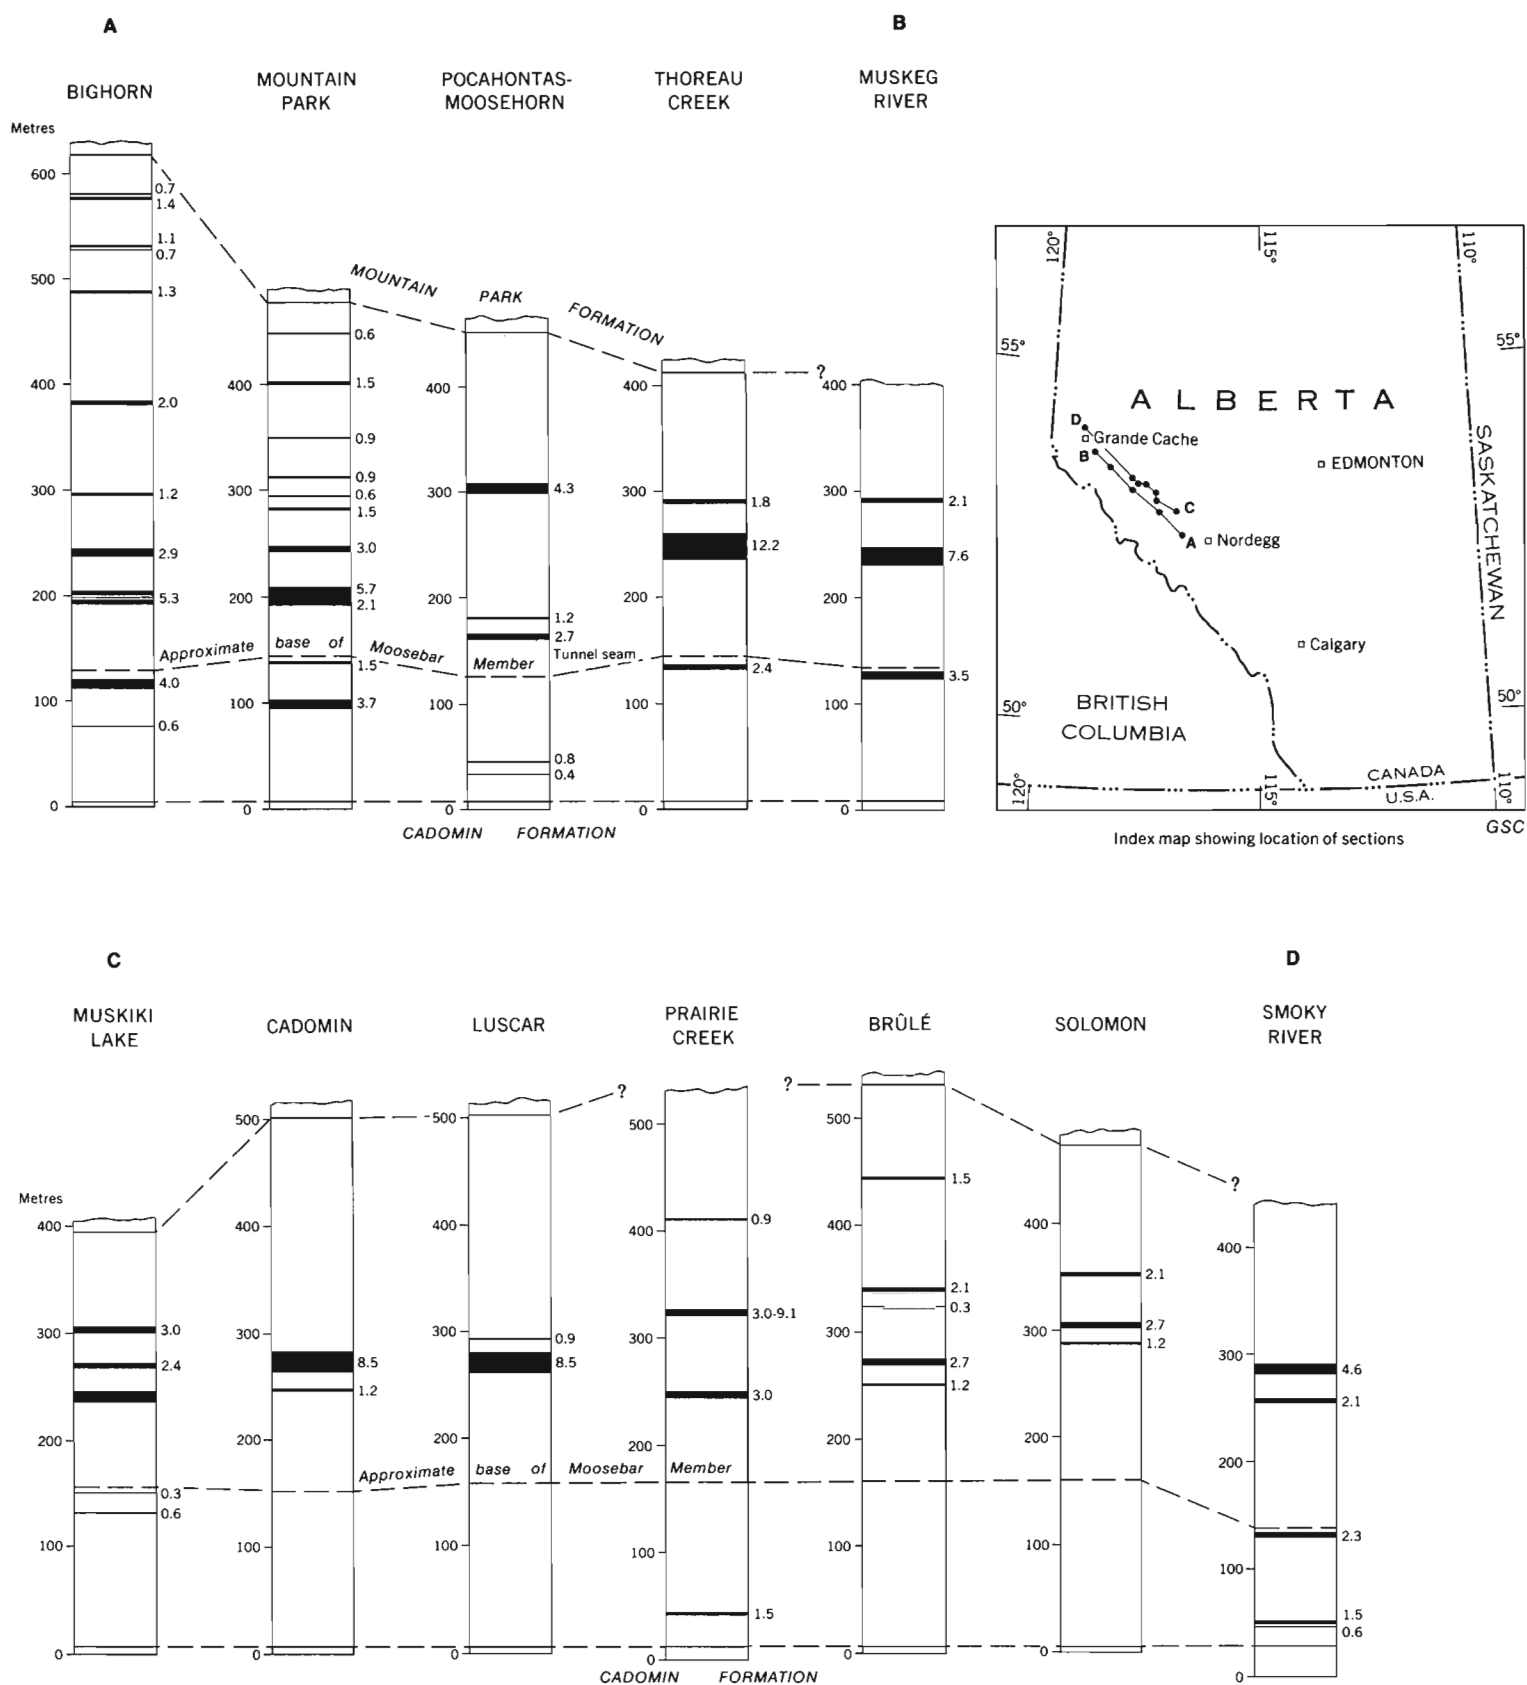 A
B
BIGHORN
MOUNTAIN
PARK
POCAHONTAS-
MOOSEHORN
THOREAU
CREEK
MUSKEG
RIVER
Metres
600
500
400
300
200
100
0
0.7
1.4
1.1
0.7
1.3
2.0
1.2
2.9
5.3
4.0
0.6
400
300
200
100
0
0.6
1.5
0.9
0.9
0.6
1.5
3.0
5.7
2.1
1.5
3.7
400
300
200
100
0
4.3
1.2
2.7
Tunnel seam
0.8
0.4
400
300
200
100
0
1.8
12.2
2.4
?
400
300
200
100
0
2.1
7.6
3.5
MOUNTAIN PARK FORMATION
Approximate base of Moosebar Member
CADOMIN FORMATION
120°
115°
110°
55°
55°
ALBERTA
D
Grande Cache
B
EDMONTON
C
A
Nordegg
SASKATCHEWAN
Calgary
BRITISH
COLUMBIA
50°
50°
CANADA
U.S.A.
120°
115°
110°
GSC
Index map showing location of sections
C
D
MUSKIKI
LAKE
CADOMIN
LUSCAR
PRAIRIE
CREEK
BRÛLÉ
SOLOMON
SMOKY
RIVER
Metres
400
300
200
100
0
3.0
2.4
0.3
0.6
500
400
300
200
100
0
8.5
1.2
500
400
300
200
100
0
0.9
8.5
?
500
400
300
200
100
0
0.9
3.0-9.1
3.0
1.5
?
500
400
300
200
100
0
1.5
2.1
0.3
2.7
1.2
400
300
200
100
0
2.1
2.7
1.2
?
400
300
200
100
0
4.6
2.1
2.3
1.5
0.6
Approximate base of Moosebar Member
CADOMIN FORMATION